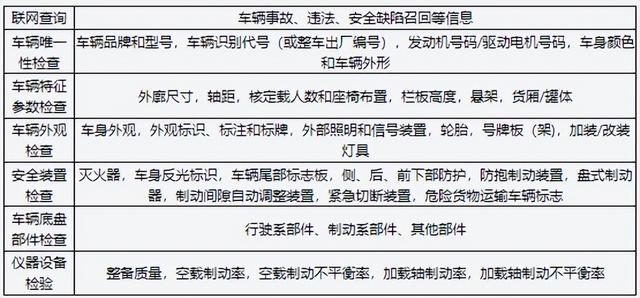 联网查询
车辆事故、违法、安全缺陷召回等信息
车辆唯一
性检查
车辆品牌和型号，车辆识别代号（或整车出厂编号），发动机号码/驱动电机号码，车身颜色
和车辆外形
车辆特征
参数检查
外廓尺寸，轴距，核定载人数和座椅布置，栏板高度，悬架，货厢/罐体
车辆外观
检查
车身外观，外观标识、标注和标牌，外部照明和信号装置，轮胎，号牌板（架），加装/改装
灯具
安全装置
检查
灭火器，车身反光标识，车辆尾部标志板，侧、后、前下部防护，防抱制动装置，盘式制动
器，制动间隙自动调整装置，紧急切断装置，危险货物运输车辆标志
车辆底盘
部件检查
行驶系部件、制动系部件、其他部件
仪器设备
检验
整备质量，空载制动率，空载制动不平衡率，加载轴制动率，加载轴制动不平衡率